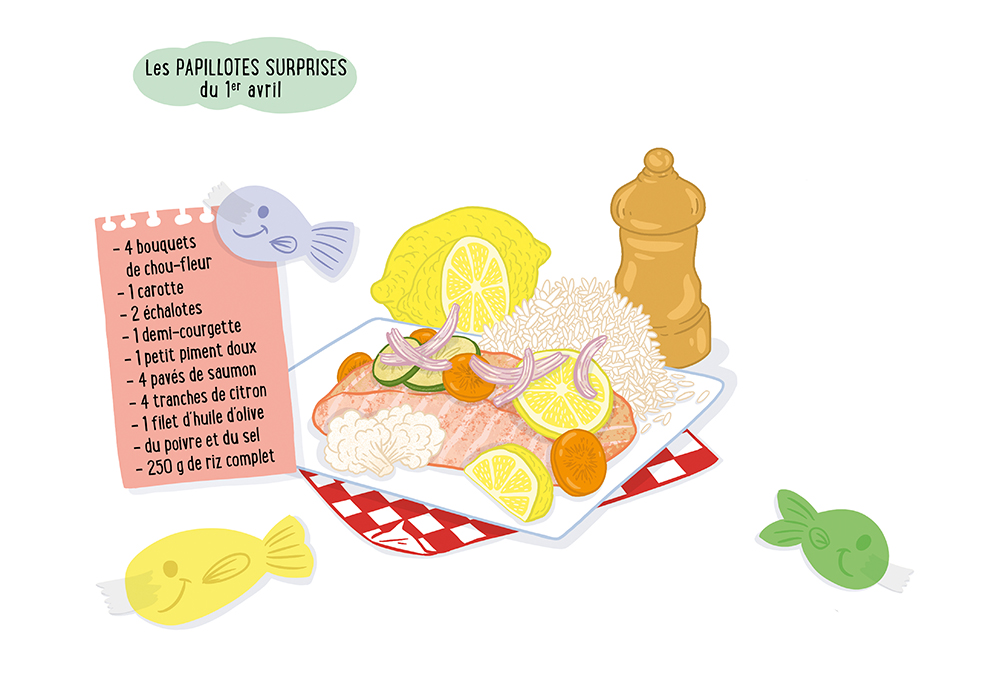 Les PAPILLOTES SURPRISES
du 1er avril
- 4 bouquets
de chou-fleur
- 1 carotte
- 2 échalotes
- 1 demi-courgette
- 1 petit piment doux
- 4 pavés de saumon
- 4 tranches de citron
- 1 filet d'huile d'olive
- du poivre et du sel
- 250 g de riz complet